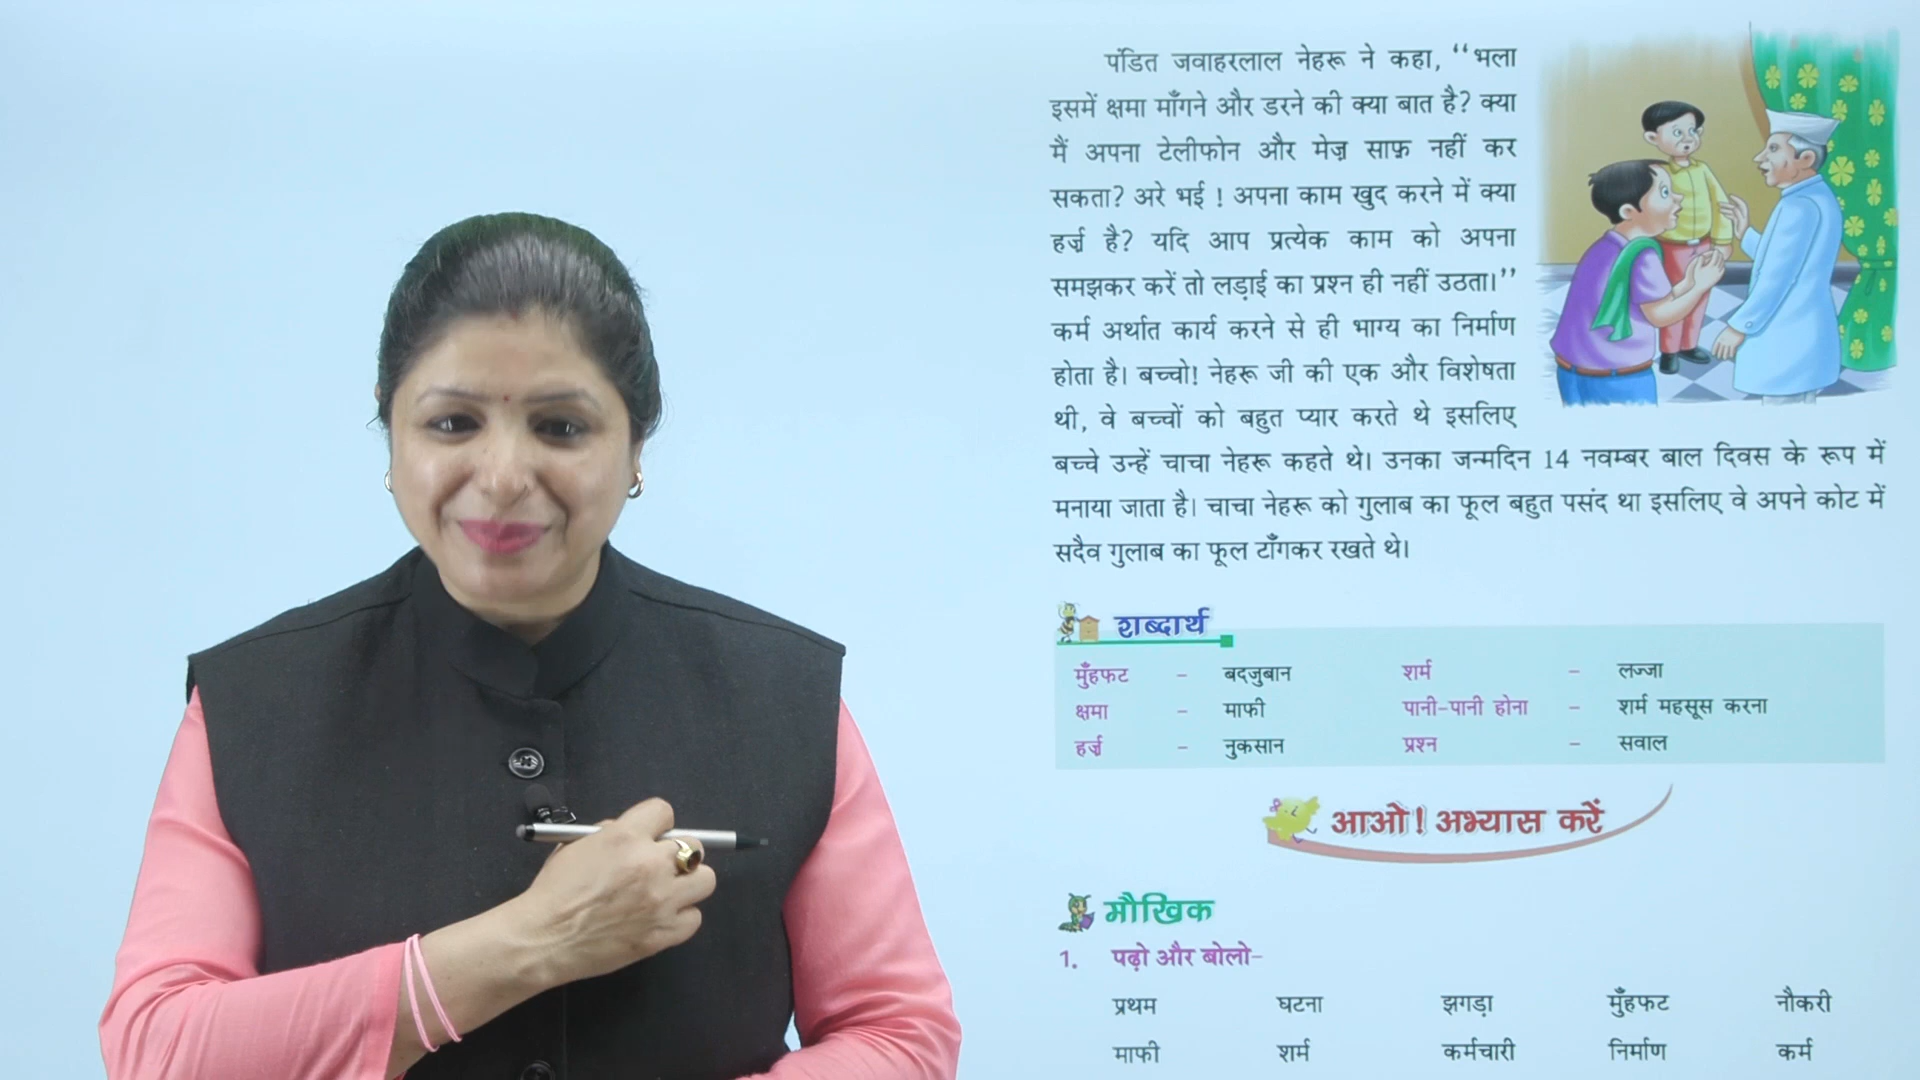 पंडित जवाहरलाल नेहरू ने कहा, “भला
इसमें क्षमा माँगने और डरने की क्या बात है? क्या
मैं अपना टेलीफोन और मेज़ साफ़ नहीं कर
सकता? अरे भई ! अपना काम खुद करने में क्या
हर्ज़ है? यदि आप प्रत्येक काम को अपना
समझकर करें तो लड़ाई का प्रश्न ही नहीं उठता।”
कर्म अर्थात कार्य करने से ही भाग्य का निर्माण
होता है। बच्चो! नेहरू जी की एक और विशेषता
थी, वे बच्चों को बहुत प्यार करते थे इसलिए
बच्चे उन्हें चाचा नेहरू कहते थे। उनका जन्मदिन 14 नवम्बर बाल दिवस के रूप में
मनाया जाता है। चाचा नेहरू को गुलाब का फूल बहुत पसंद था इसलिए वे अपने कोट में
सदैव गुलाब का फूल टाँगकर रखते थे।
शब्दार्थ
मुँहफट – बदजुबान शर्म – लज्जा
क्षमा – माफी पानी-पानी होना – शर्म महसूस करना
हर्ज़ – नुकसान प्रश्न – सवाल
आओ! अभ्यास करें
मौखिक
1. पढ़ो और बोलो-
प्रथम घटना झगड़ा मुँहफट नौकरी
माफी शर्म कर्मचारी निर्माण कर्म